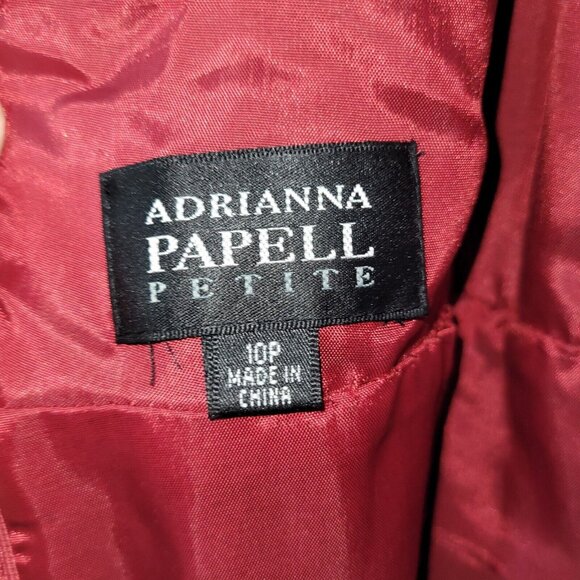 ADRIANNA
PAPELL
PETITE
10P
MADE IN
CHINA